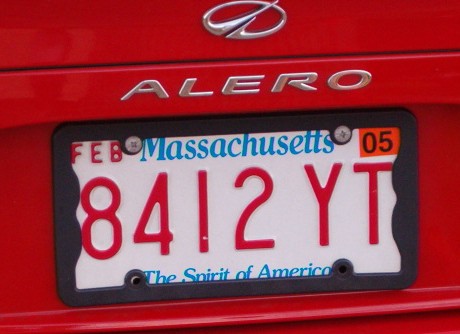 ALERO
FEB Massachusetts 05
8412 YT
The Spirit of America